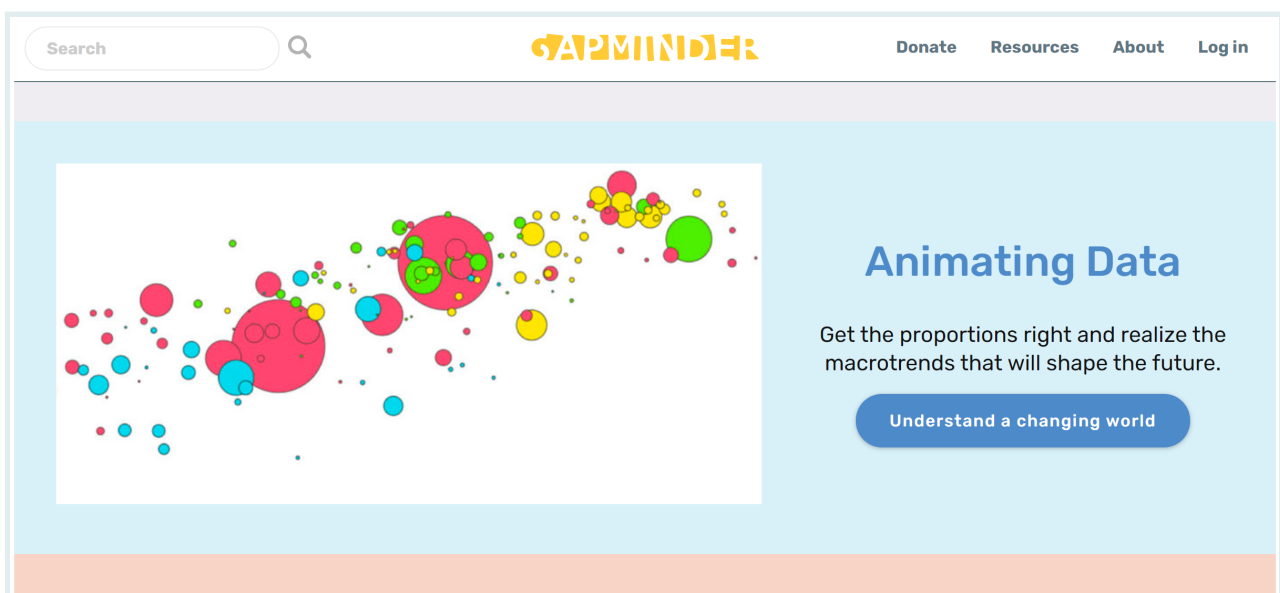 Search
GAPMINDER
Donate
Resources
About
Log in
Animating Data
Get the proportions right and realize the
macrotrends that will shape the future.
Understand a changing world